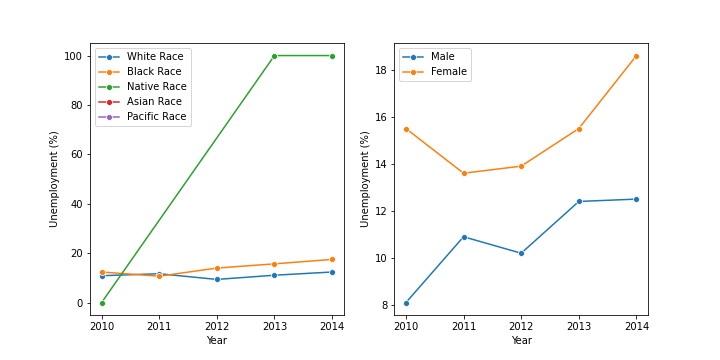 White Race
Black Race
Native Race
Asian Race
Pacific Race
100
80
60
40
20
0
Unemployment (%)
2010 2011 2012 2013 2014
Year
Male
Female
18
16
14
12
10
8
Unemployment (%)
2010 2011 2012 2013 2014
Year